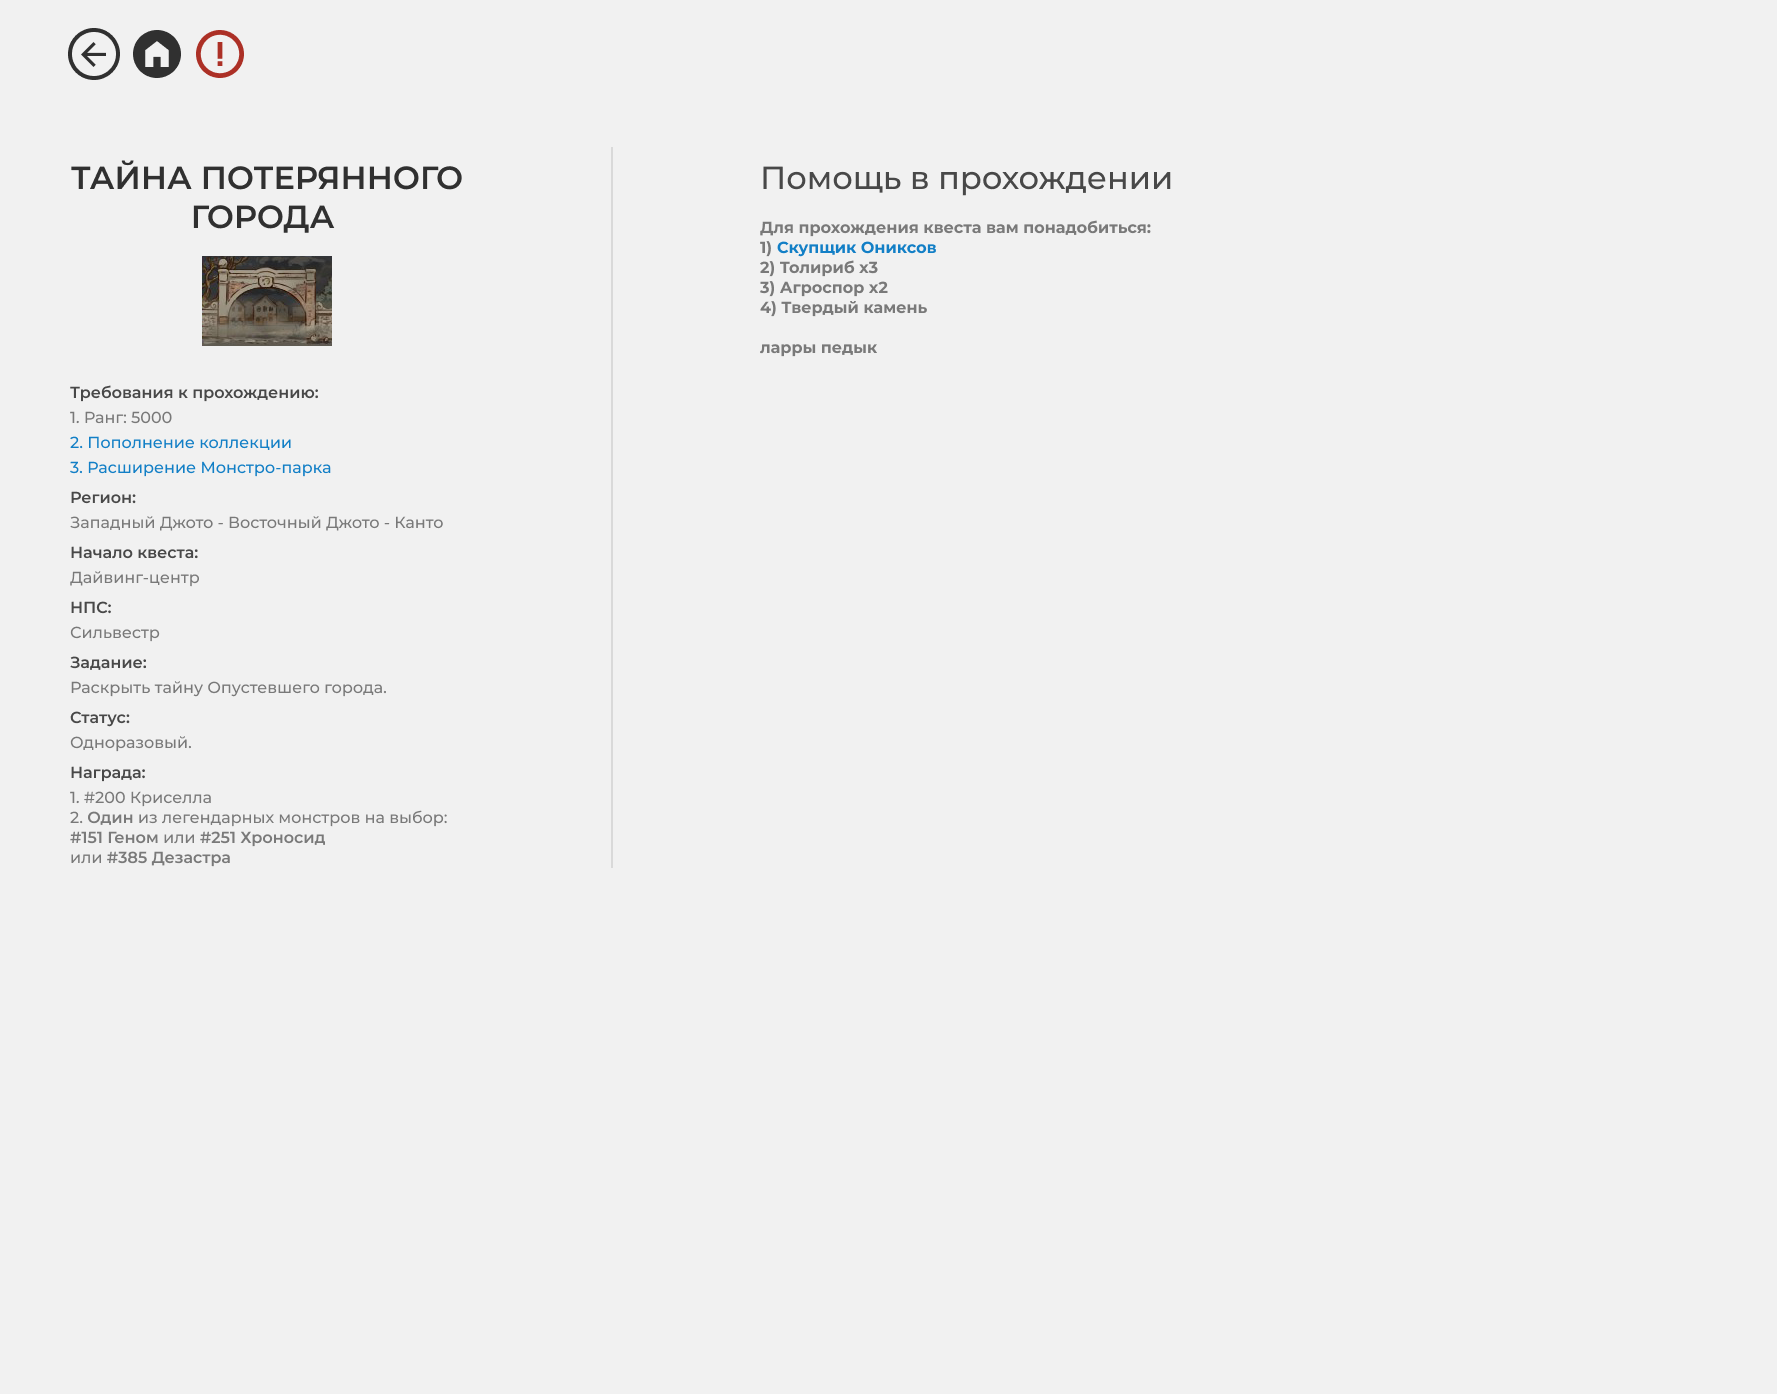 ТАЙНА ПОТЕРЯННОГО
ГОРОДА
Требования к прохождению:
1. Ранг: 5000
2. Пополнение коллекции
3. Расширение Монстро-парка
Регион:
Западный Джото - Восточный Джото - Канто
Начало квеста:
Дайвинг-центр
НПС:
Сильвестр
Задание:
Раскрыть тайну Опустевшего города.
Статус:
Одноразовый.
Награда:
1. #200 Криселла
2. Один из легендарных монстров на выбор:
#151 Геном или #251 Хроносид
или #385 Дезастра
Помощь в прохождении
Для прохождения квеста вам понадобиться:
1) Скупщик Ониксов
2) Толириб х3
3) Агроспор х2
4) Твердый камень
ларры педык